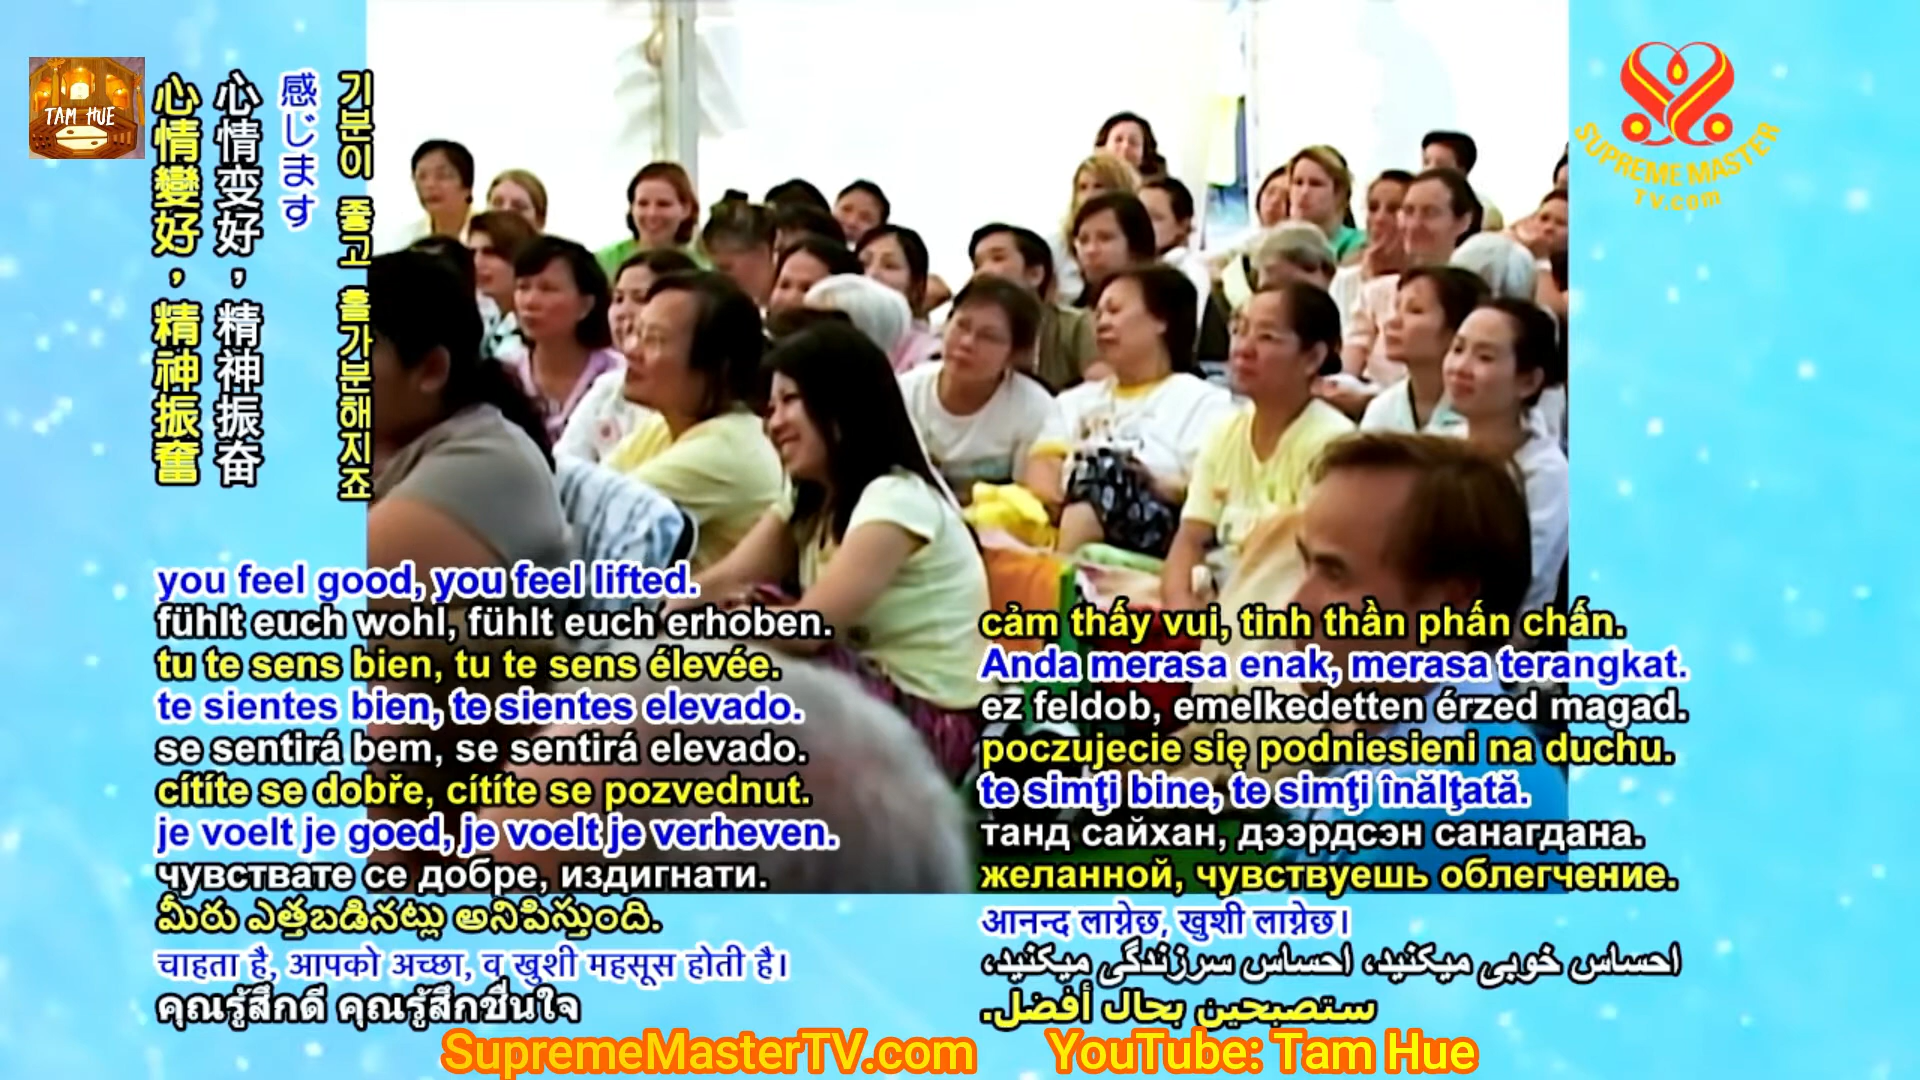 TAM HUE
心情變好，精神振奮
心情变好，精神振奋
感じます
기분이 좋고 홀가분해지죠
SUPREME MASTER
TV.com
you feel good, you feel lifted.
fühlt euch wohl, fühlt euch erhoben.
tu te sens bien, tu te sens élevée.
te sientes bien, te sientes elevado.
se sentirá bem, se sentirá elevado.
cítíte se dobře, cítíte se pozvednut.
je voelt je goed, je voelt je verheven.
чувствате се добре, издигнати.
మీరు ఎత్తబడినట్లు అనిపిస్తుంది.
चाहता है, आपको अच्छा, व खुशी महसूस होती है।
คุณรู้สึกดี คุณรู้สึกชื่นใจ
cảm thấy vui, tinh thần phấn chấn.
Anda merasa enak, merasa terangkat.
ez feldob, emelkedetten érzed magad.
poczujecie się podniesieni na duchu.
te simţi bine, te simţi înălţată.
танд сайхан, дээрдсэн санагдана.
желанной, чувствуешь облегчение.
आनन्द लाग्नेछ, खुशी लाग्नेछ।
احساس خوبی میکنید، احساس سرزندگی میکنید،
ستصبحين بحال أفضل.
SupremeMasterTV.com
YouTube: Tam Hue